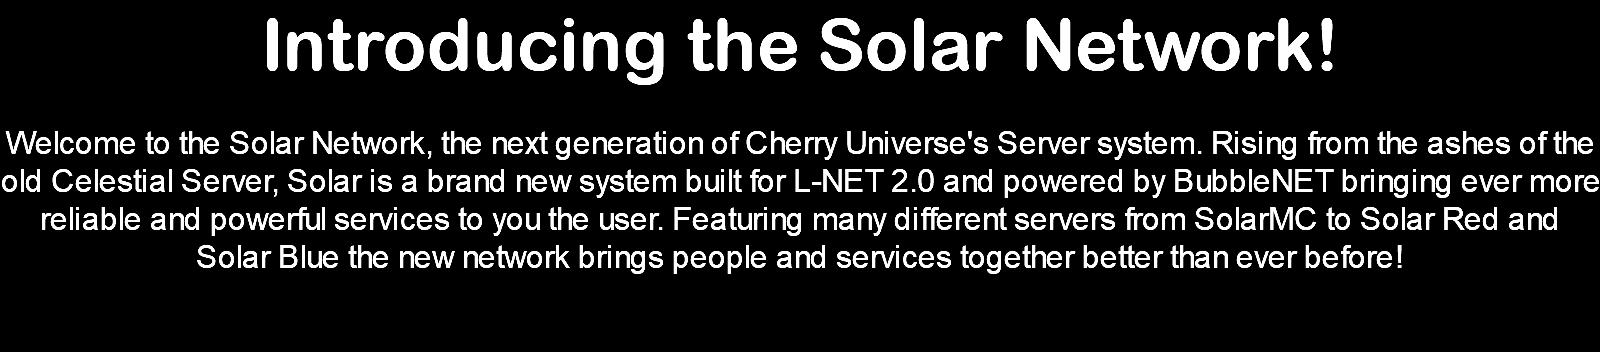 Introducing the Solar Network!
Welcome to the Solar Network, the next generation of Cherry Universe's Server system. Rising from the ashes of the
old Celestial Server, Solar is a brand new system built for L-NET 2.0 and powered by BubbleNET bringing ever more
reliable and powerful services to you the user. Featuring many different servers from SolarMC to Solar Red and
Solar Blue the new network brings people and services together better than ever before!